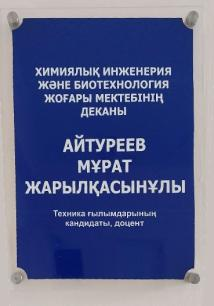 ХИМИЯЛЫҚ ИНЖЕНЕРИЯ
ЖӘНЕ БИОТЕХНОЛОГИЯ
ЖОҒАРЫ МЕКТЕБІНІҢ
ДЕКАНЫ
АЙТУРЕЕВ
МҰРАТ
ЖАРЫЛҚАСЫНҰЛЫ
Техника ғылымдарының
кандидаты, доцент